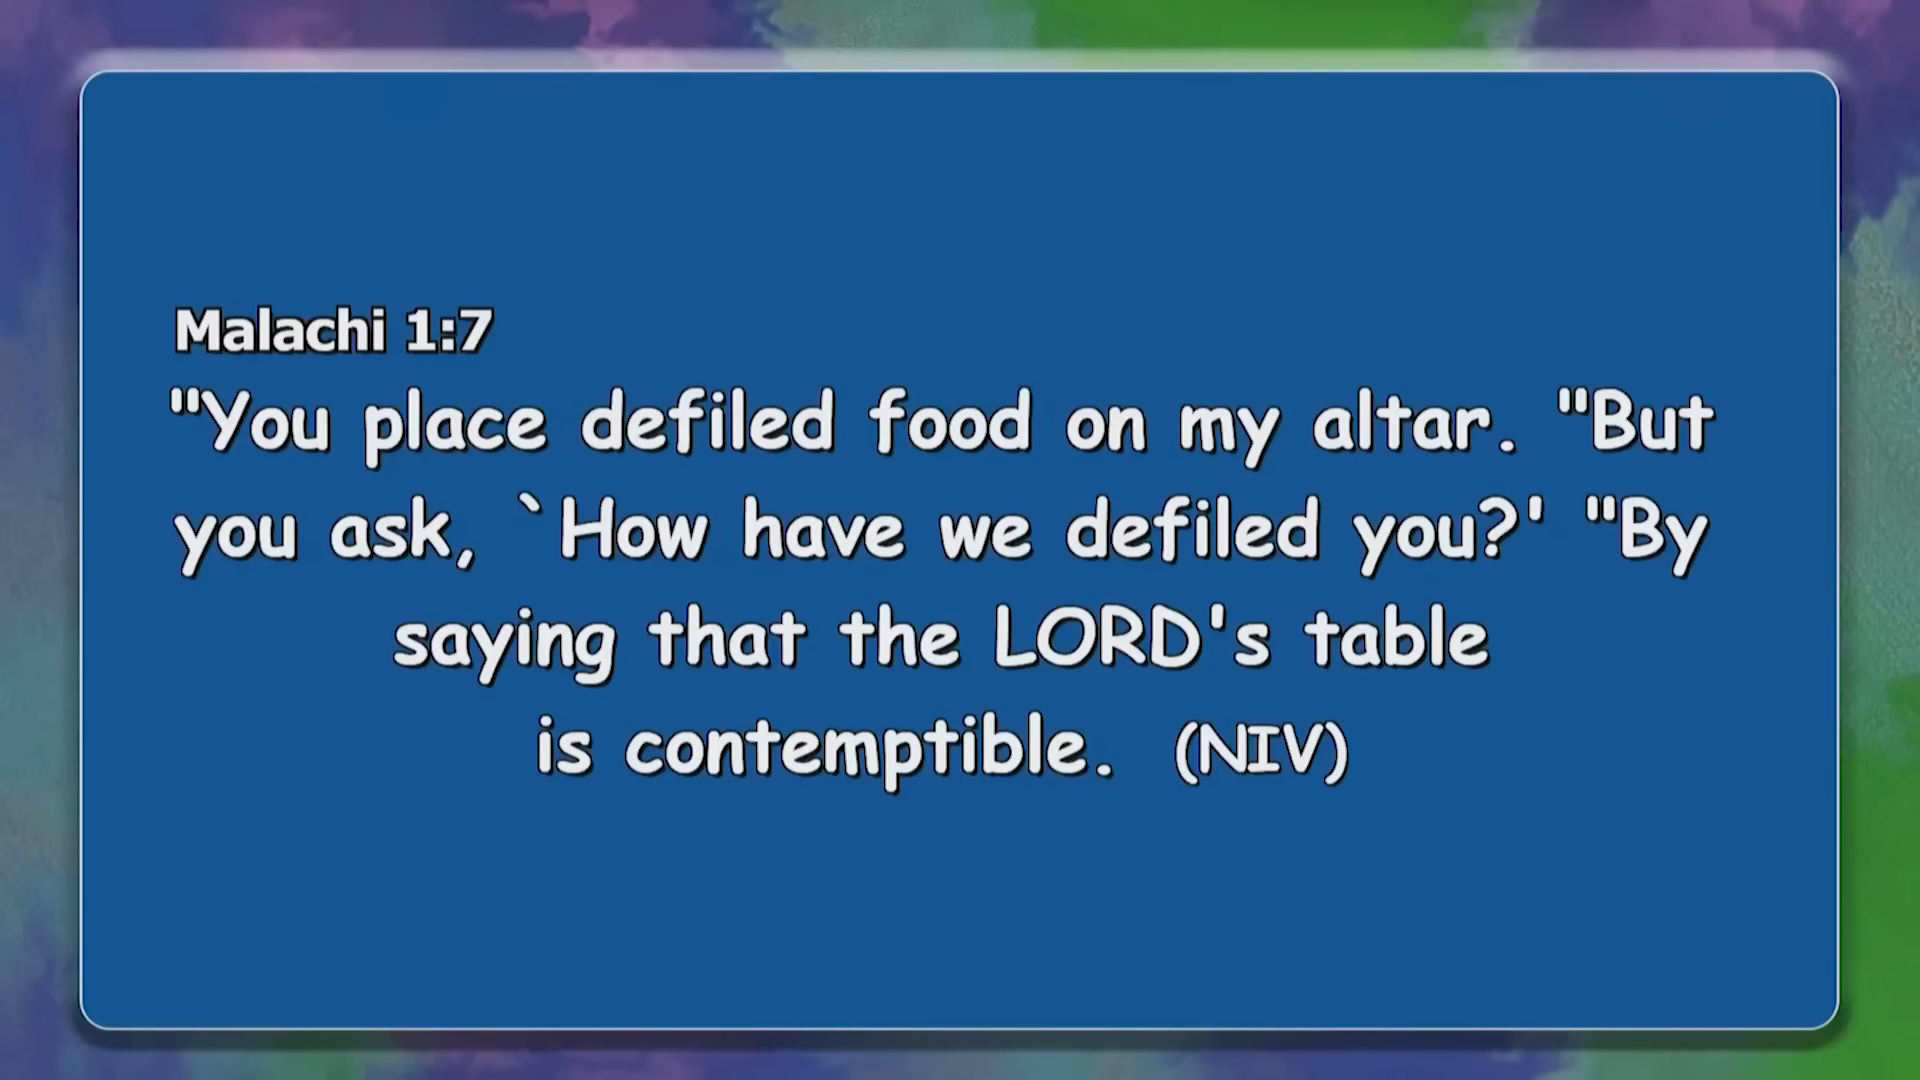 Malachi 1:7
"You place defiled food on my altar. "But
you ask, `How have we defiled you?' "By
saying that the LORD's table
is contemptible. (NIV)